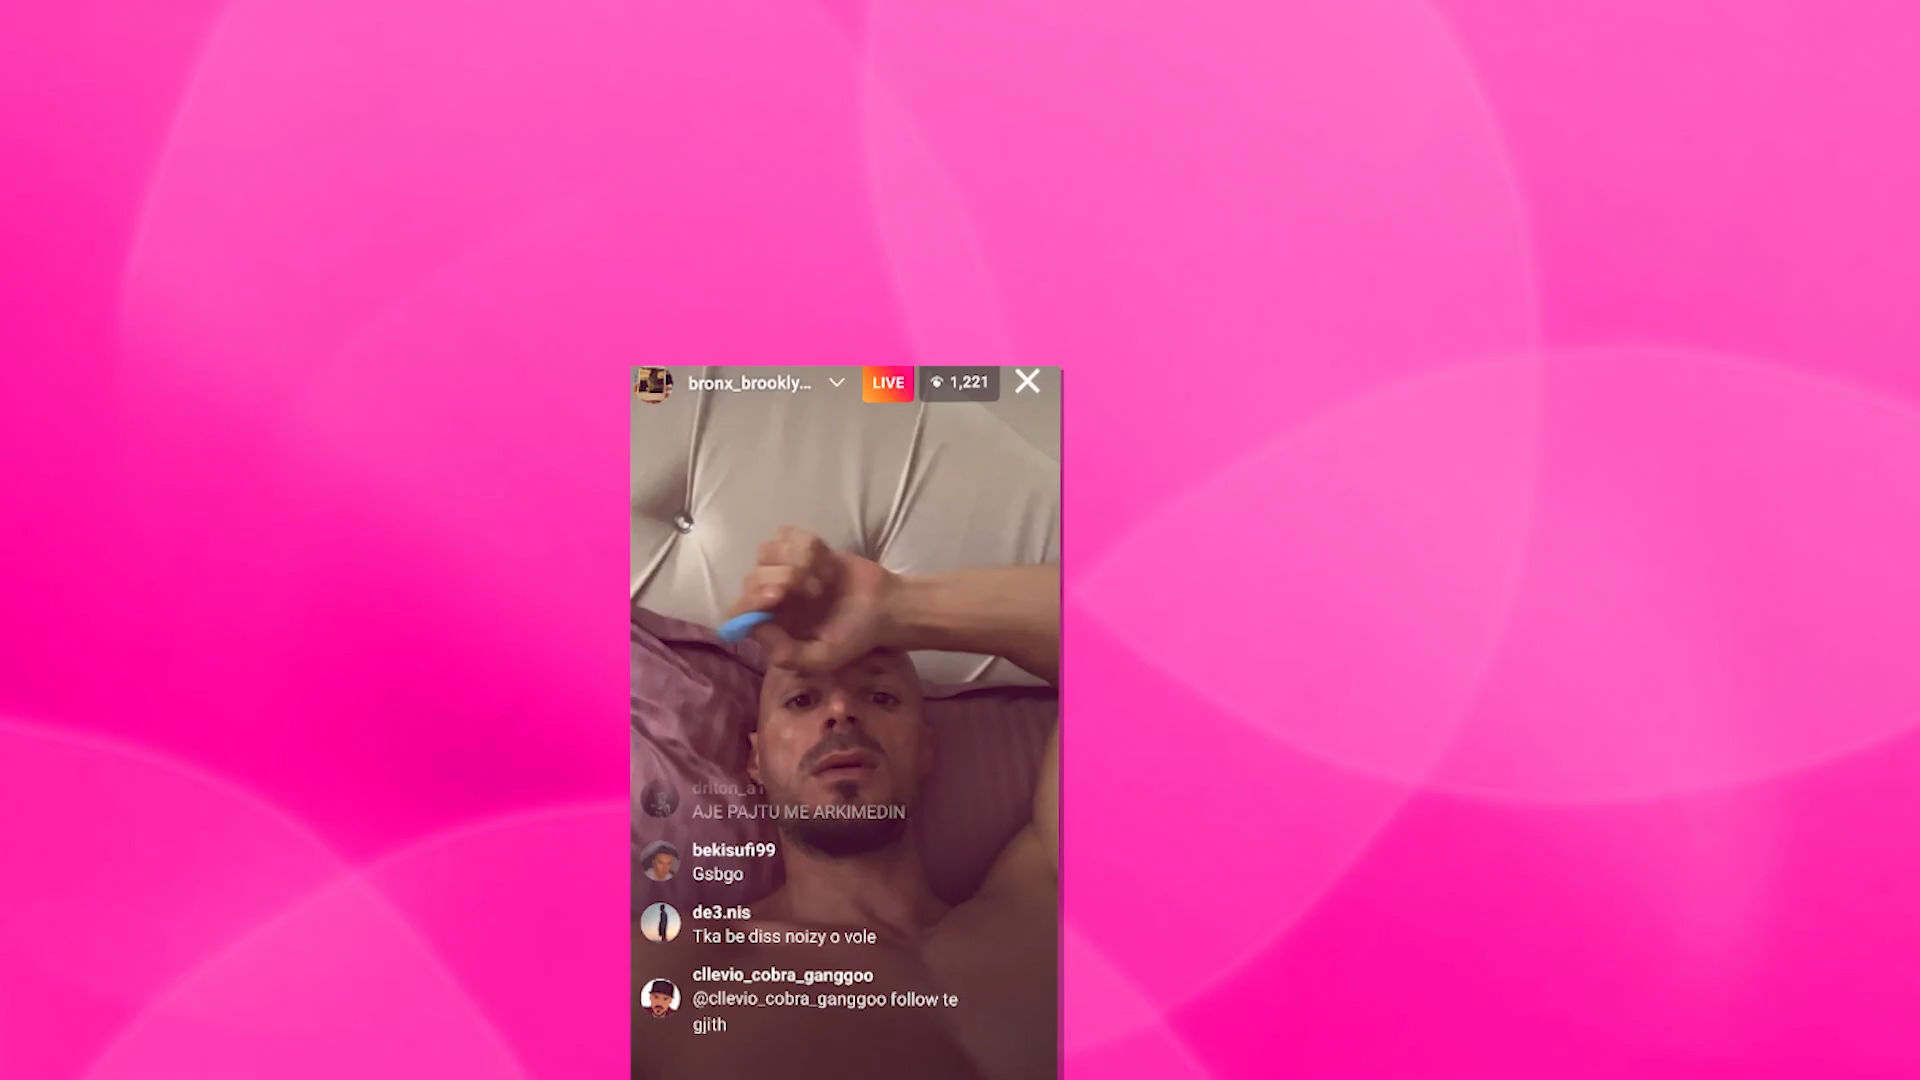 bronx_brookly...
LIVE
1,221
driton_a1
AJE PAJTU ME ARKIMEDIN
bekisufi99
Gsbgo
de3.nis
Tka be diss noizy o vole
cllevio_cobra_ganggoo
@cllevio_cobra_ganggoo follow te
gjith